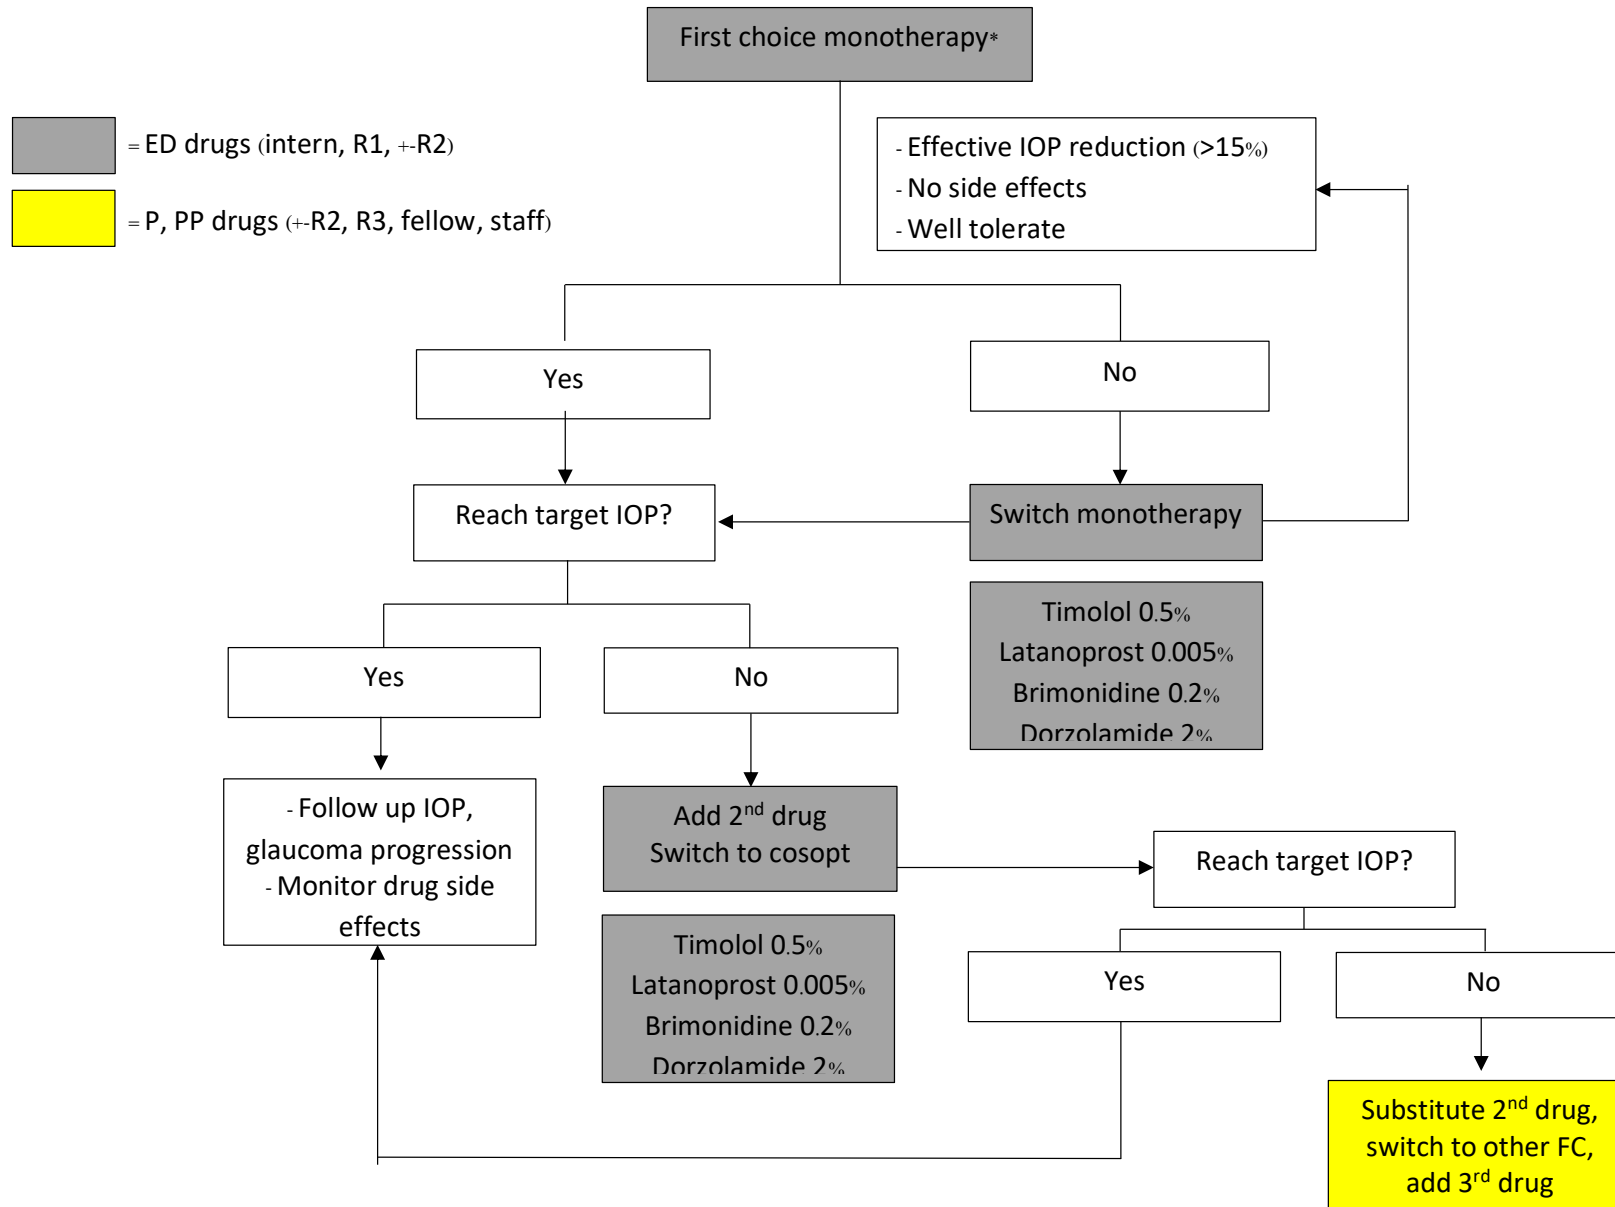 First choice monotherapy*
= ED drugs (intern, R1, +-R2)
= P, PP drugs (+-R2, R3, fellow, staff)
- Effective IOP reduction (>15%)
- No side effects
- Well tolerate
Yes
No
Reach target IOP?
Switch monotherapy
Timolol 0.5%
Latanoprost 0.005%
Brimonidine 0.2%
Dorzolamide 2%
Yes
No
- Follow up IOP,
glaucoma progression
- Monitor drug side
effects
Add 2nd drug
Switch to cosopt
Timolol 0.5%
Latanoprost 0.005%
Brimonidine 0.2%
Dorzolamide 2%
Reach target IOP?
Yes
No
Substitute 2nd drug,
switch to other FC,
add 3rd drug